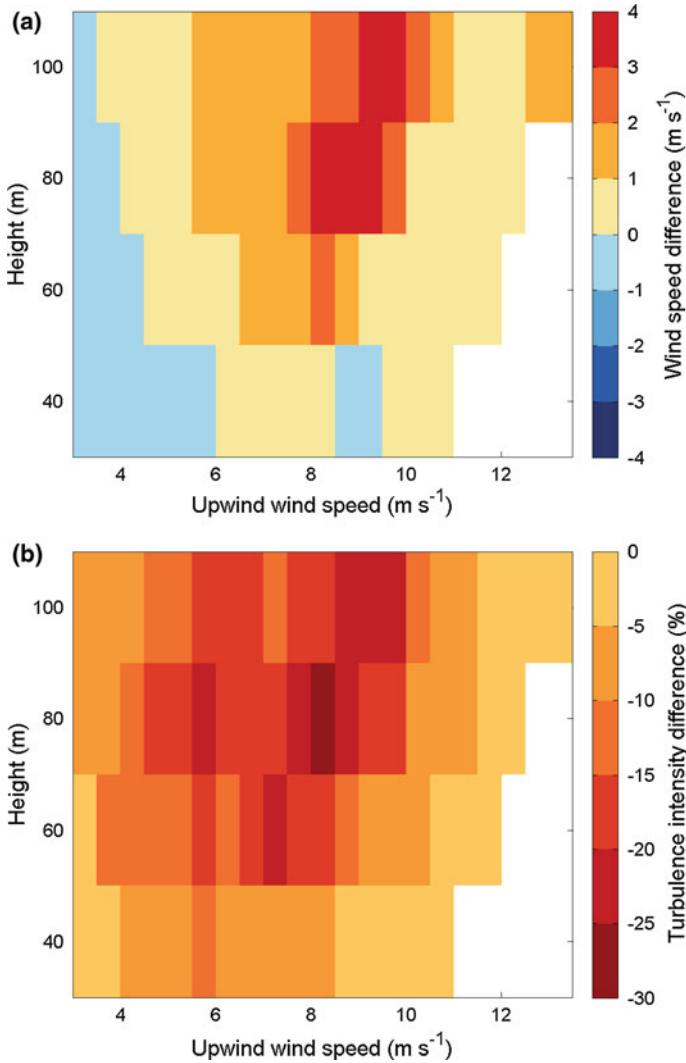 (a)
100
80
60
40
Height (m)
4 6 8 10 12
Upwind wind speed (m s⁻¹)
4
3
2
1
0
-1
-2
-3
-4
Wind speed difference (m s⁻¹)
(b)
100
80
60
40
Height (m)
4 6 8 10 12
Upwind wind speed (m s⁻¹)
0
-5
-10
-15
-20
-25
-30
Turbulence intensity difference (%)